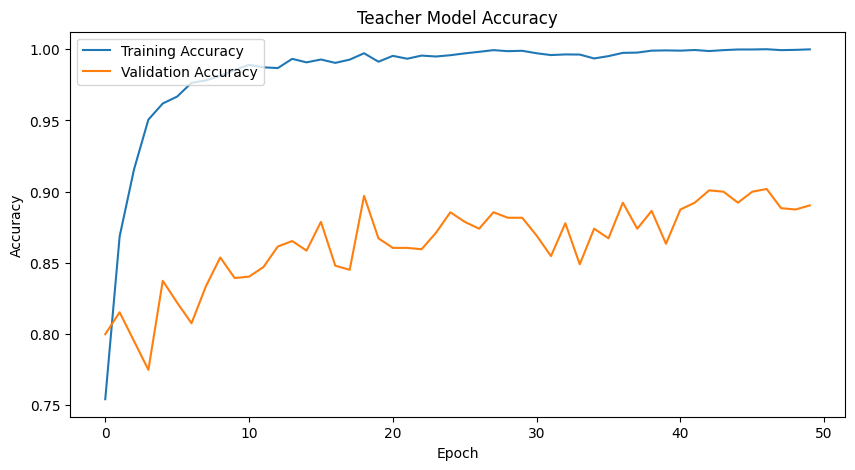 Teacher Model Accuracy
Training Accuracy
Validation Accuracy
1.00
0.95
0.90
0.85
0.80
0.75
Accuracy
0 10 20 30 40 50
Epoch